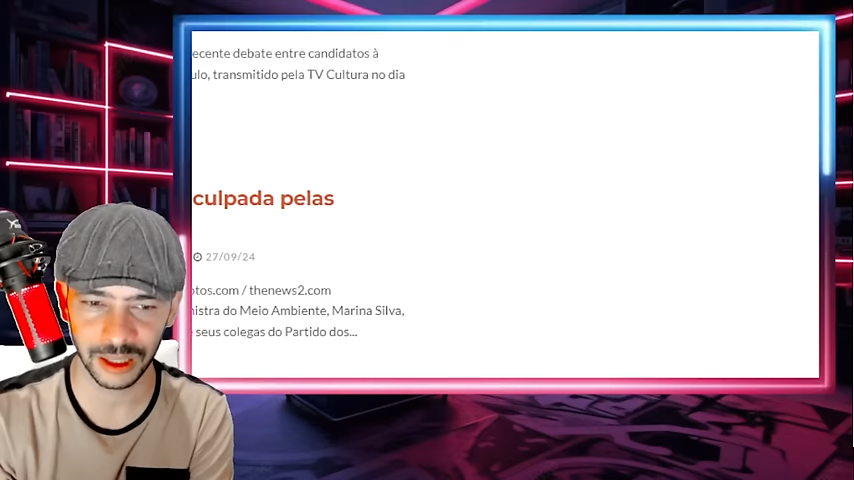 ecente debate entre candidatos à
ulo, transmitido pela TV Cultura no dia
culpada pelas
27/09/24
otos.com / thenews2.com
nistra do Meio Ambiente, Marina Silva,
seus colegas do Partido dos...